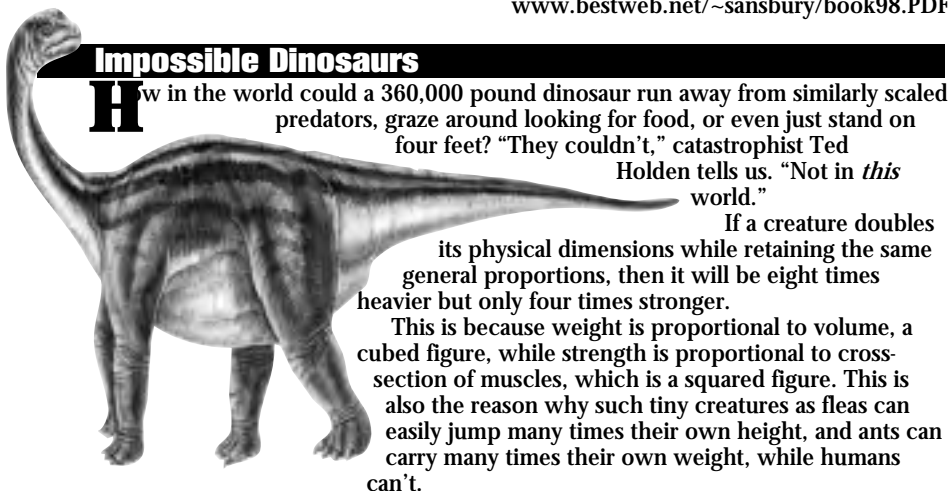 www.bestweb.net/~sansbury/book98.PDF
Impossible Dinosaurs
How in the world could a 360,000 pound dinosaur run away from similarly scaled
predators, graze around looking for food, or even just stand on
four feet? “They couldn’t,” catastrophist Ted
Holden tells us. “Not in this
world.”
If a creature doubles
its physical dimensions while retaining the same
general proportions, then it will be eight times
heavier but only four times stronger.
This is because weight is proportional to volume, a
cubed figure, while strength is proportional to cross-
section of muscles, which is a squared figure. This is
also the reason why such tiny creatures as fleas can
easily jump many times their own height, and ants can
carry many times their own weight, while humans
can’t.